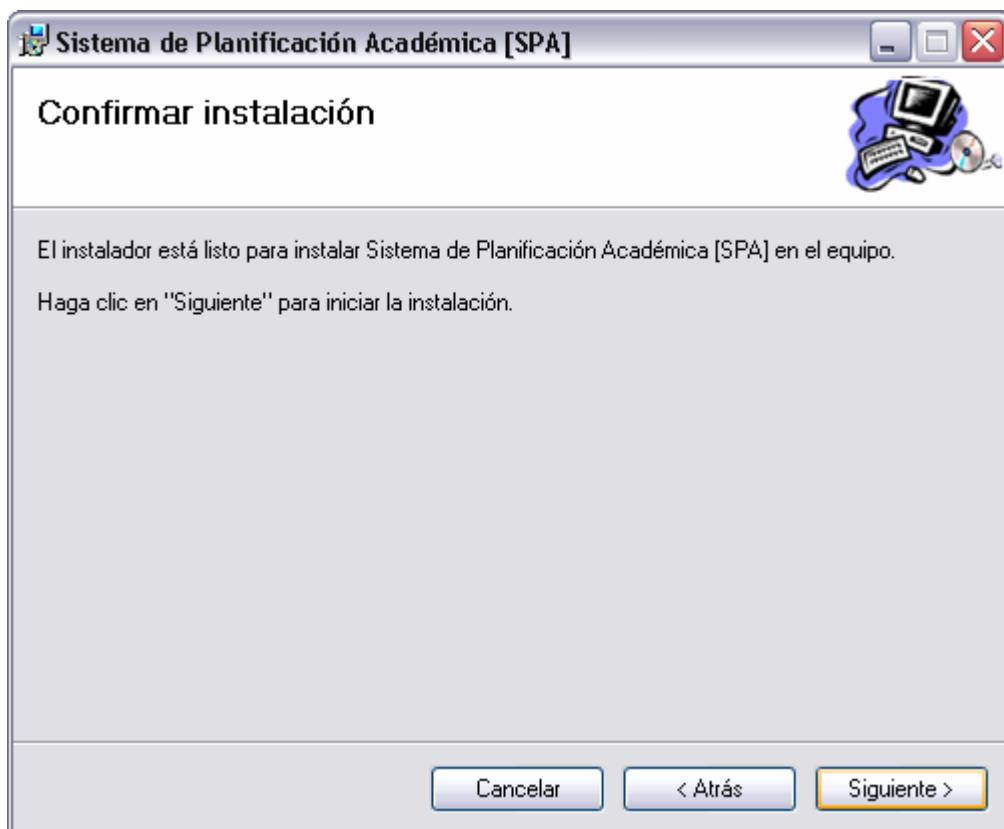 Sistema de Planificación Académica [SPA]
Confirmar instalación
El instalador está listo para instalar Sistema de Planificación Académica [SPA] en el equipo.
Haga clic en "Siguiente" para iniciar la instalación.
Cancelar
< Atrás
Siguiente >